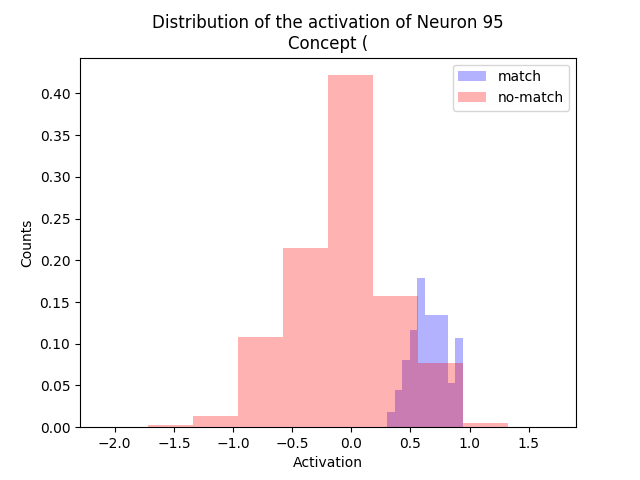 Distribution of the activation of Neuron 95
Concept (
match
no-match
Counts
0.40
0.35
0.30
0.25
0.20
0.15
0.10
0.05
0.00
−2.0 −1.5 −1.0 −0.5 0.0 0.5 1.0 1.5
Activation